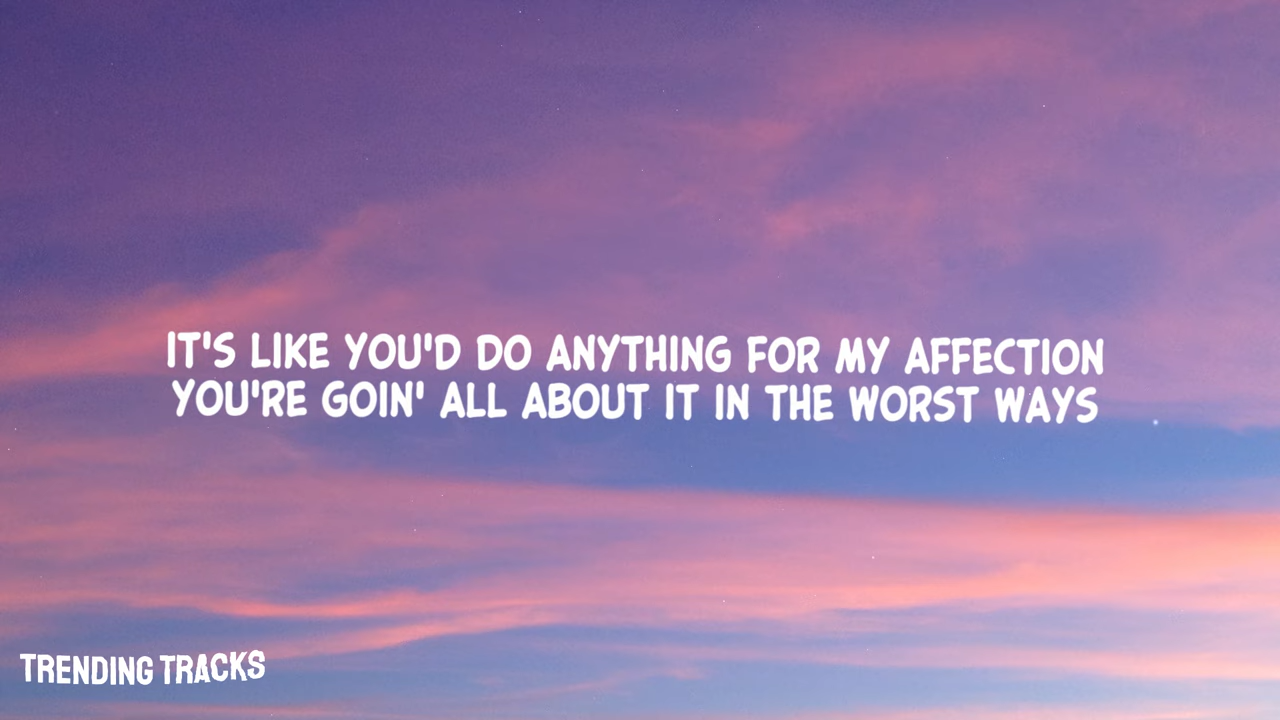 IT'S LIKE YOU'D DO ANYTHING FOR MY AFFECTION
YOU'RE GOIN' ALL ABOUT IT IN THE WORST WAYS
TRENDING TRACKS